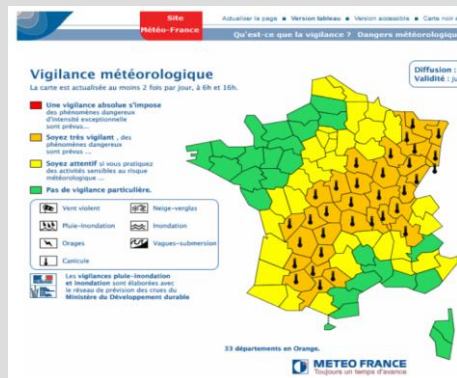 Site
Météo-France
Actualiser la page
Version tableau
Version accessible
Carte noir
Qu'est-ce que la vigilance ?
Dangers météorologique
Vigilance météorologique
La carte est actualisée au moins 2 fois par jour, à 6h et 16h.
Diffusion :
Validité :
Une vigilance absolue s'impose
des phénomènes dangereux
d'intensité exceptionnelle
sont prévus...
Soyez très vigilant , des
phénomènes dangereux
sont prévus ...
Soyez attentif si vous pratiquez
des activités sensibles au risque
météorologique ...
Pas de vigilance particulière.
Vent violent
Neige-verglas
Pluie-Inondation
Inondation
Orages
Vagues-submersion
Canicule
Les vigilances pluie-inondation
et inondation sont élaborées avec
le réseau de prévision des crues du
Ministère du Développement durable
33 départements en Orange.
METEO FRANCE
Toujours un temps d'avance